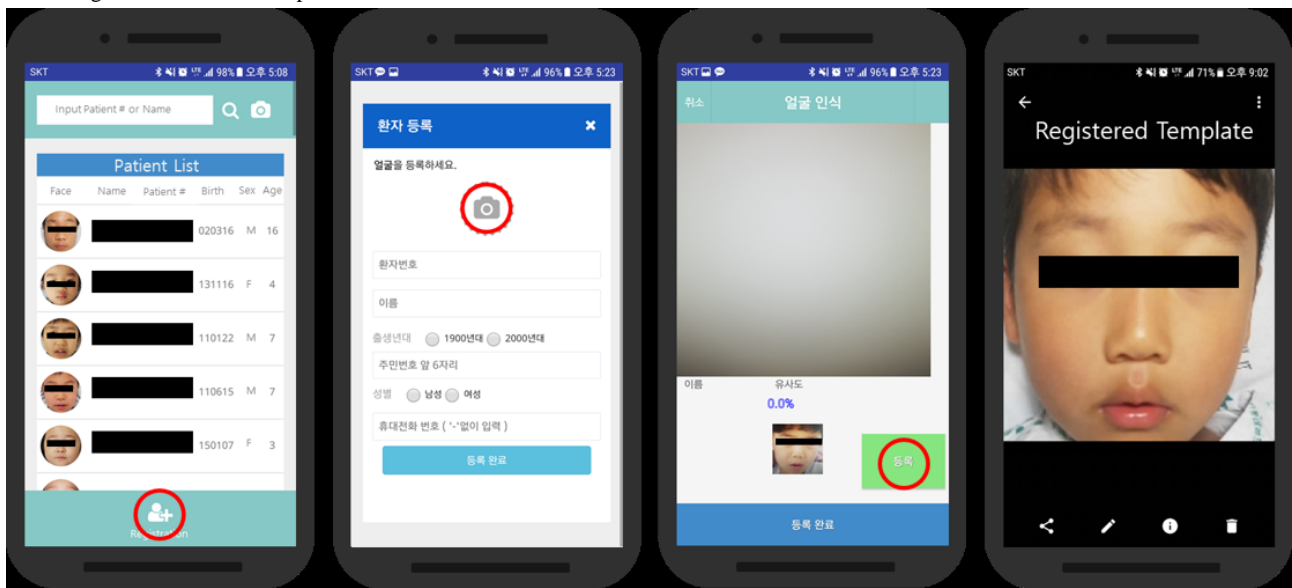 SKT 98% 오후 5:08
Input Patient # or Name
Patient List
Face Name Patient # Birth Sex Age
020316 M 16
131116 F 4
110122 M 7
110615 M 7
150107 F 3
Registration
SKT 96% 오후 5:23
환자 등록 ×
얼굴을 등록하세요.
환자번호
이름
출생년대 1900년대 2000년대
주민번호 앞 6자리
성별 남성 여성
휴대전화 번호 ( '-'없이 입력 )
등록 완료
SKT 96% 오후 5:23
취소 얼굴 인식
이름 유사도
0.0%
등록
등록 완료
SKT 71% 오후 9:02
Registered Template